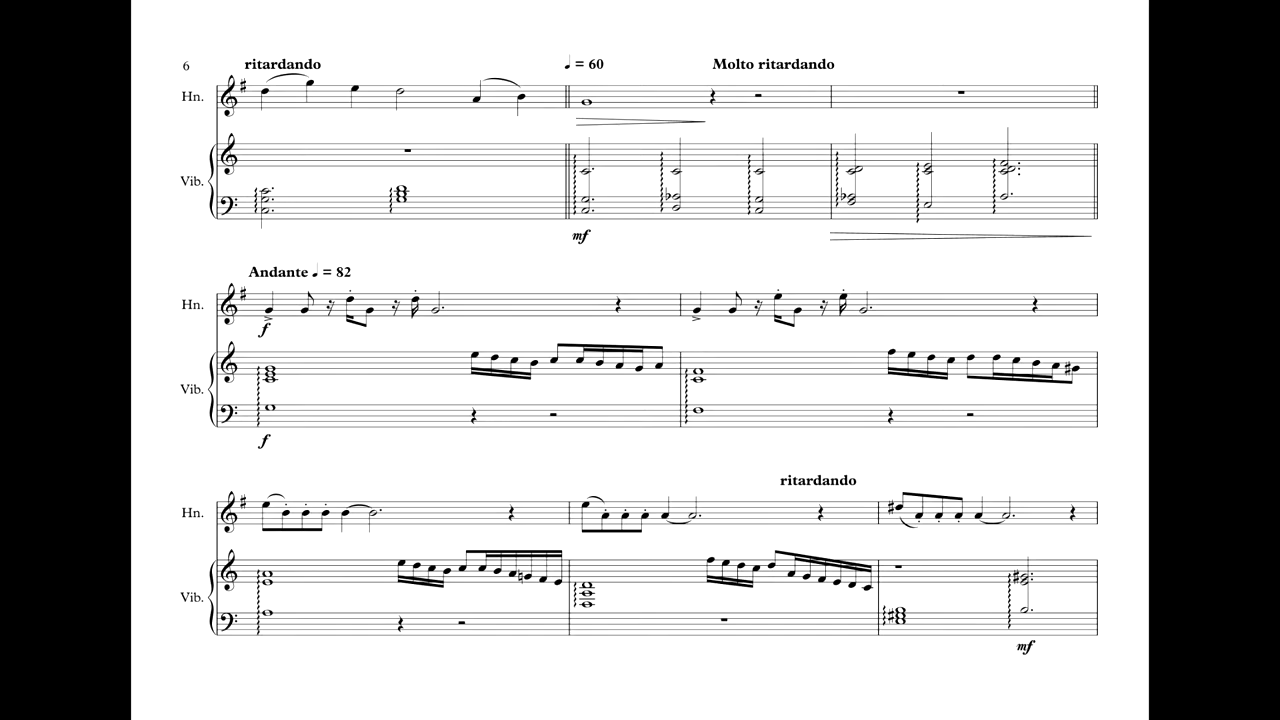 6
ritardando
♩ = 60
Molto ritardando
Hn.
Vib.
mf
Andante ♩ = 82
Hn.
f
Vib.
f
ritardando
Hn.
Vib.
mf